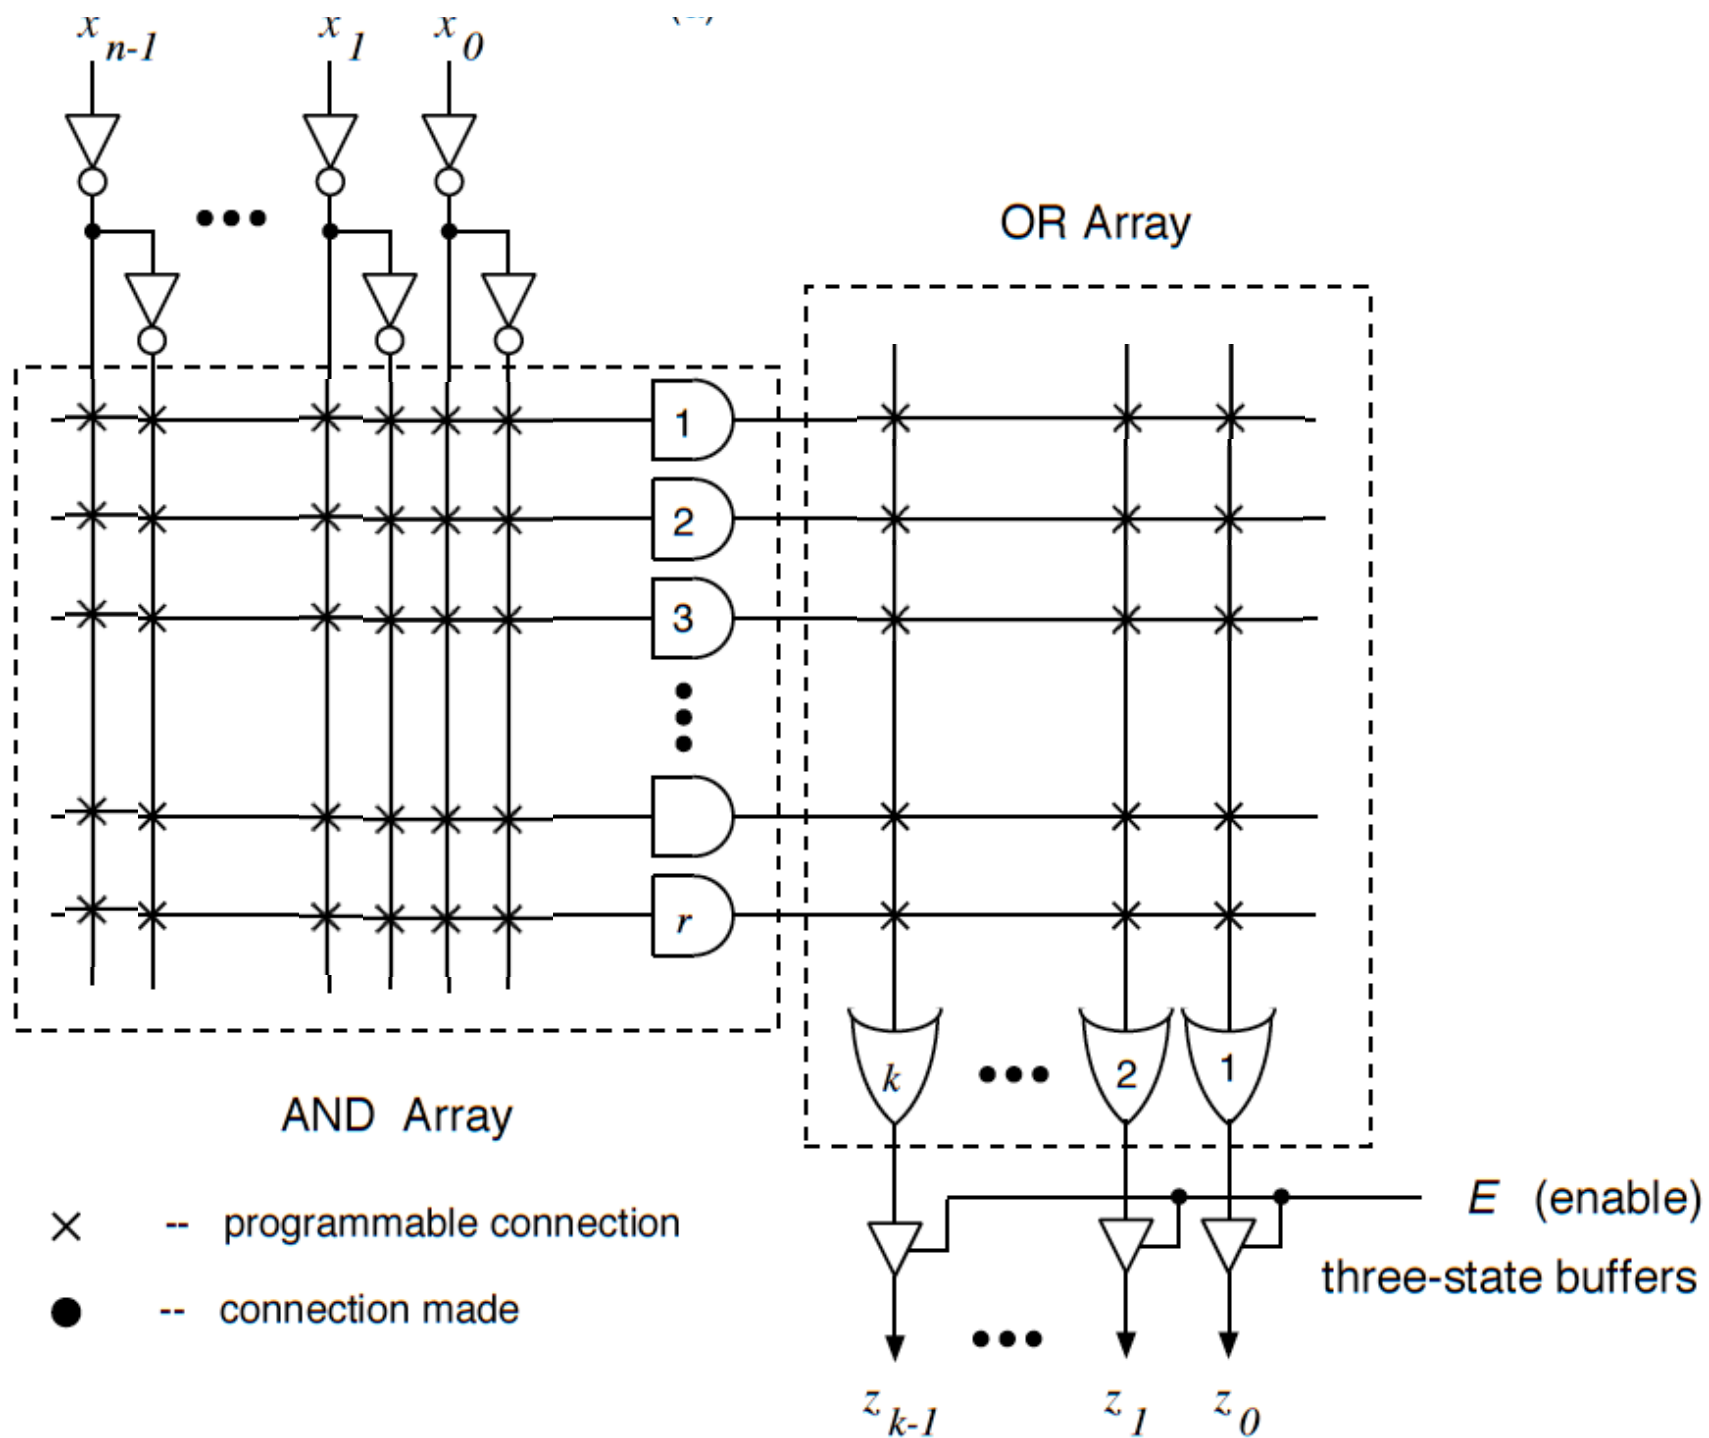 x n-1 x 1 x 0
OR Array
1
2
3
r
k 2 1
AND Array
E (enable)
× -- programmable connection
three-state buffers
● -- connection made
z k-1 z 1 z 0